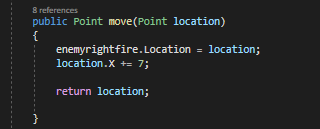 8 references
public Point move(Point location)
{
enemyrightfire.Location = location;
location.X += 7;
return location;
}